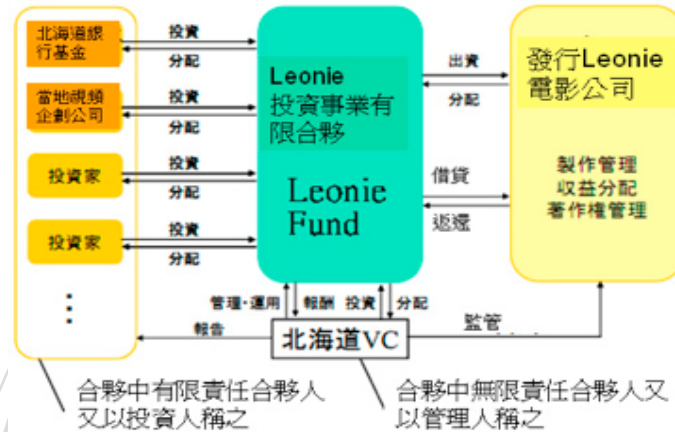 北海道銀
行基金
當地視頻
企劃公司
投資家
投資家
投資
分配
投資
分配
投資
分配
投資
分配
Leonie
投資事業有
限合夥
Leonie
Fund
出資
分配
借貸
返還
發行Leonie
電影公司
製作管理
収益分配
著作權管理
管理・運用
報酬
投資
分配
報告
北海道VC
監管
合夥中有限責任合夥人
又以投資人稱之
合夥中無限責任合夥人又
以管理人稱之